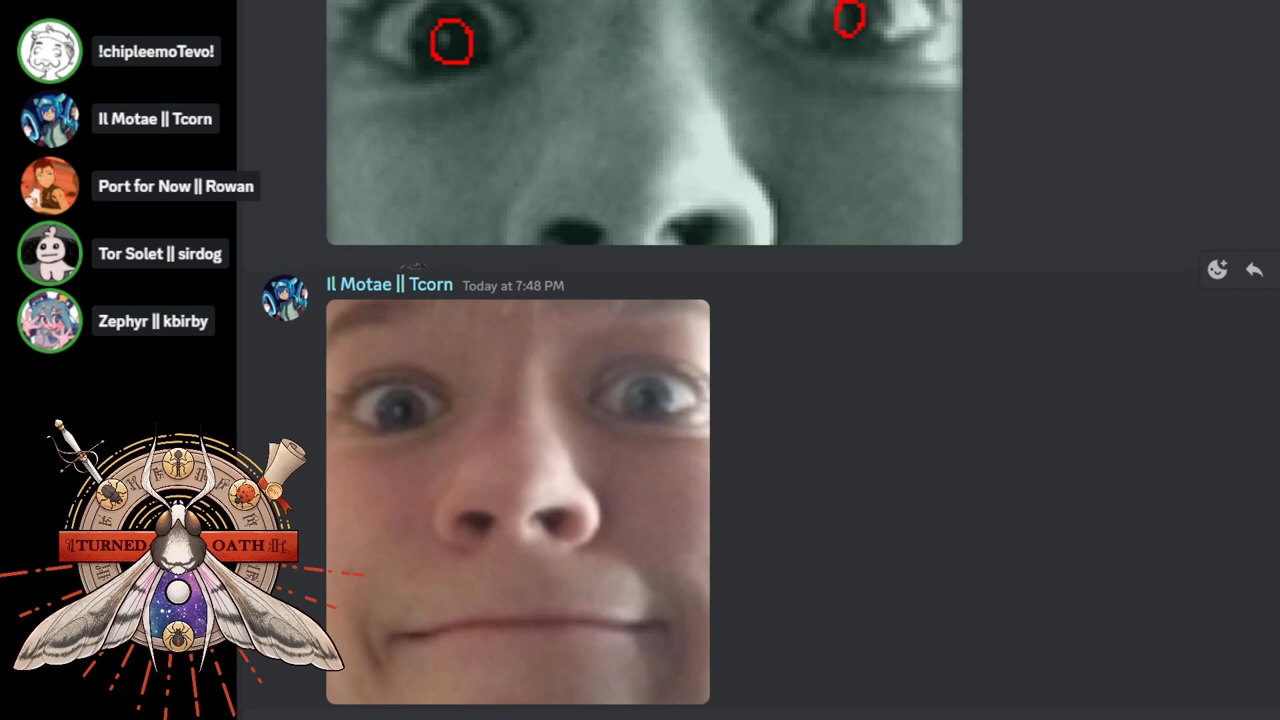 !chipleemoTevo!
Il Motae || Tcorn
Port for Now || Rowan
Tor Solet || sirdog
Zephyr || kbirby
Il Motae || Tcorn Today at 7:48 PM
TURNED OATH